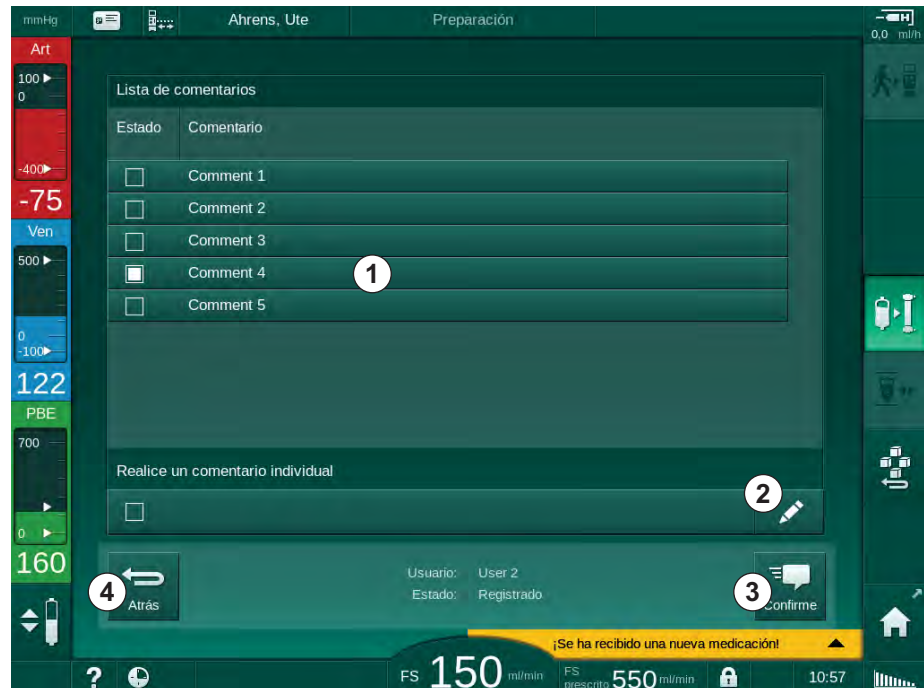 mmHg
Ahrens, Ute
Preparación
0,0 ml/h
Art
100
0
-400
-75
Ven
500
0
-100
122
PBE
700
0
160
Lista de comentarios
Estado Comentario
Comment 1
Comment 2
Comment 3
Comment 4
1
Comment 5
Realice un comentario individual
2
4
Atrás
Usuario: User 2
Estado: Registrado
3
Confirme
¡Se ha recibido una nueva medicación!
?
FS 150 ml/min
FS
prescrito 550 ml/min
10:57